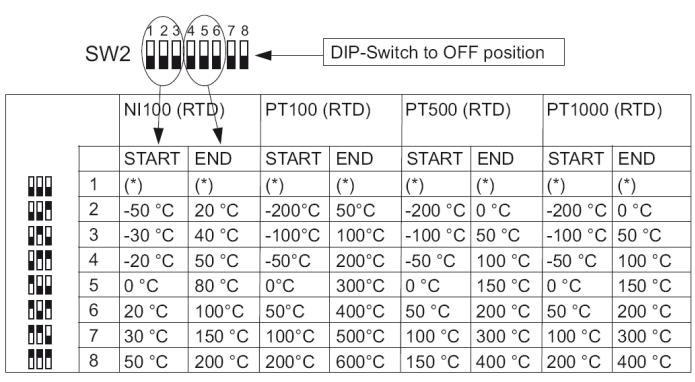 1 2 3 4 5 6 7 8
SW2 DIP-Switch to OFF position
NI100 (RTD) PT100 (RTD) PT500 (RTD) PT1000 (RTD)
START END START END START END START END
1 (*) (*) (*) (*) (*) (*) (*) (*)
2 -50 °C 20 °C -200°C 50°C -200 °C 0 °C -200 °C 0 °C
3 -30 °C 40 °C -100°C 100°C -100 °C 50 °C -100 °C 50 °C
4 -20 °C 50 °C -50°C 200°C -50 °C 100 °C -50 °C 100 °C
5 0 °C 80 °C 0°C 300°C 0 °C 150 °C 0 °C 150 °C
6 20 °C 100°C 50°C 400°C 50 °C 200 °C 50 °C 200 °C
7 30 °C 150 °C 100°C 500°C 100 °C 300 °C 100 °C 300 °C
8 50 °C 200 °C 200°C 600°C 150 °C 400 °C 200 °C 400 °C